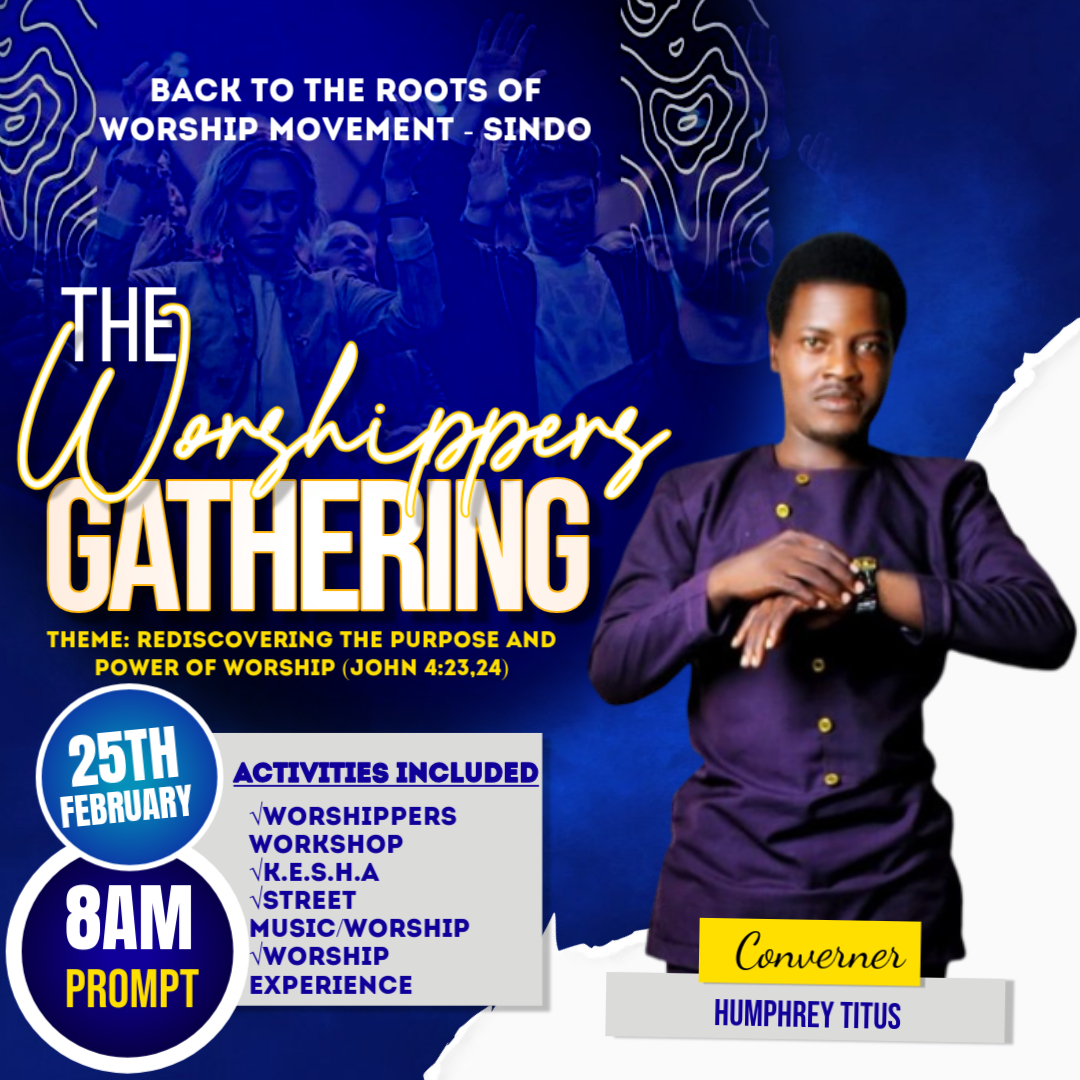 BACK TO THE ROOTS OF
WORSHIP MOVEMENT - SINDO
THE
Worshippers
GATHERING
THEME: REDISCOVERING THE PURPOSE AND
POWER OF WORSHIP (JOHN 4:23,24)
25TH
FEBRUARY
8AM
PROMPT
ACTIVITIES INCLUDED
√WORSHIPPERS
WORKSHOP
√K.E.S.H.A
√STREET
MUSIC/WORSHIP
√WORSHIP
EXPERIENCE
Converner
HUMPHREY TITUS